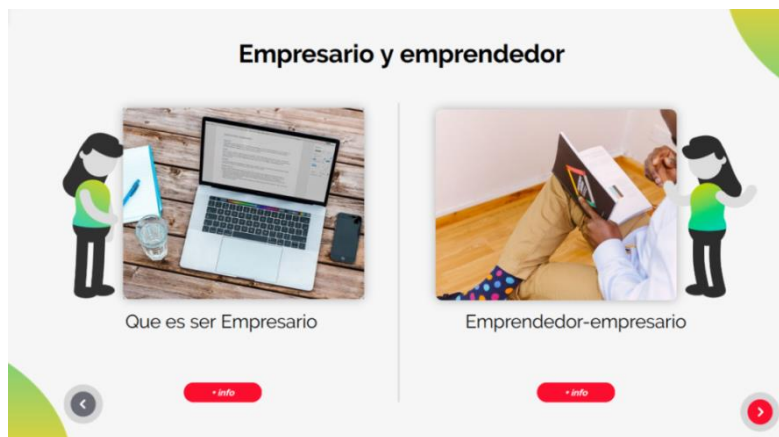 Empresario y emprendedor
Que es ser Empresario
Emprendedor-empresario
+ info
+ info